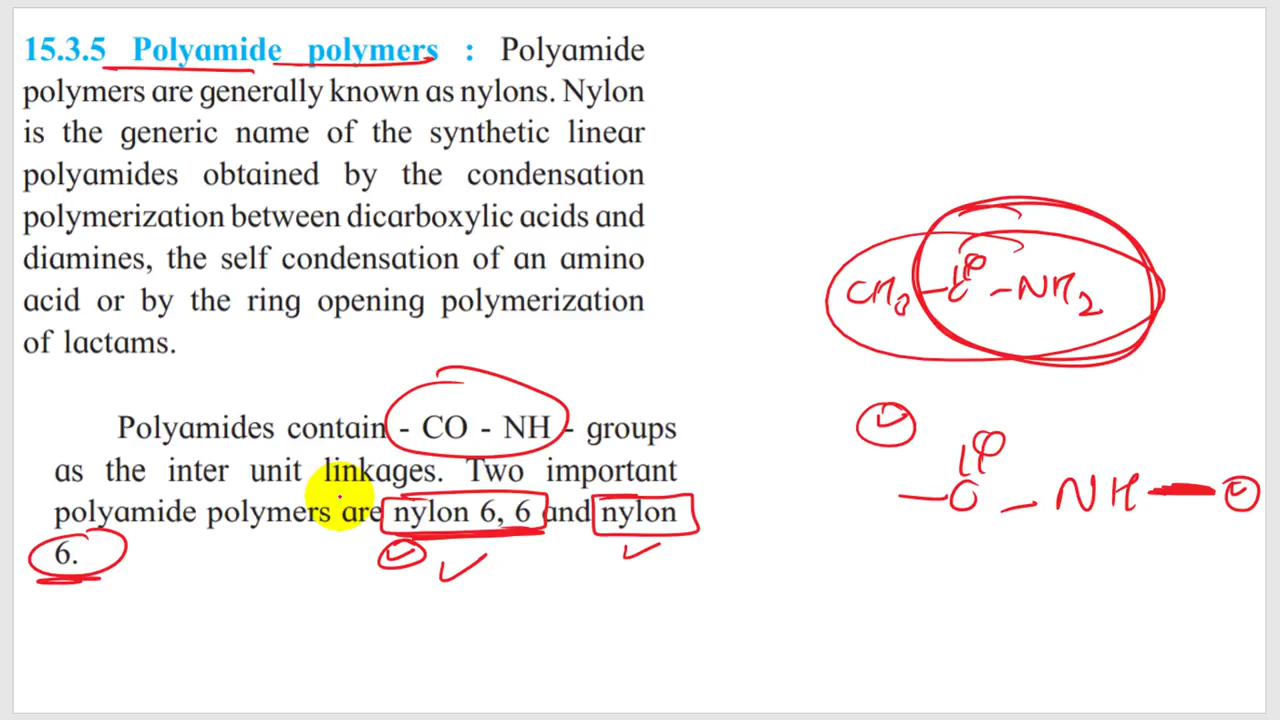 15.3.5 Polyamide polymers : Polyamide
polymers are generally known as nylons. Nylon
is the generic name of the synthetic linear
polyamides obtained by the condensation
polymerization between dicarboxylic acids and
diamines, the self condensation of an amino
acid or by the ring opening polymerization
of lactams.
Polyamides contain - CO - NH - groups
as the inter unit linkages. Two important
polyamide polymers are nylon 6, 6 and nylon
6.
O
CH3 - C - NH2
O
- C - NH -